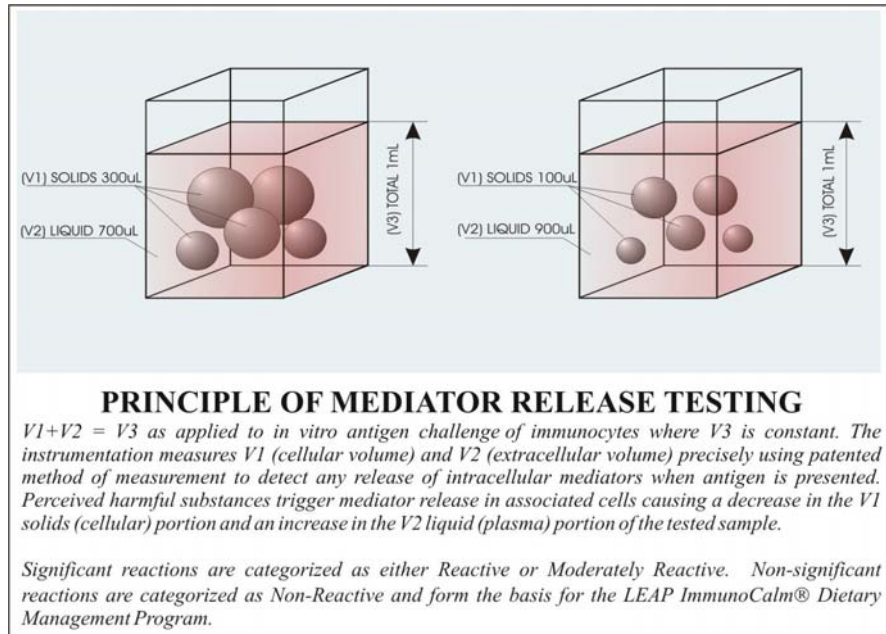 (V1) SOLIDS 300uL
(V2) LIQUID 700uL
(V3) TOTAL 1mL
(V1) SOLIDS 100uL
(V2) LIQUID 900uL
(V3) TOTAL 1mL
PRINCIPLE OF MEDIATOR RELEASE TESTING
V1+V2 = V3 as applied to in vitro antigen challenge of immunocytes where V3 is constant. The
instrumentation measures V1 (cellular volume) and V2 (extracellular volume) precisely using patented
method of measurement to detect any release of intracellular mediators when antigen is presented.
Perceived harmful substances trigger mediator release in associated cells causing a decrease in the V1
solids (cellular) portion and an increase in the V2 liquid (plasma) portion of the tested sample.
Significant reactions are categorized as either Reactive or Moderately Reactive. Non-significant
reactions are categorized as Non-Reactive and form the basis for the LEAP ImmunoCalm® Dietary
Management Program.